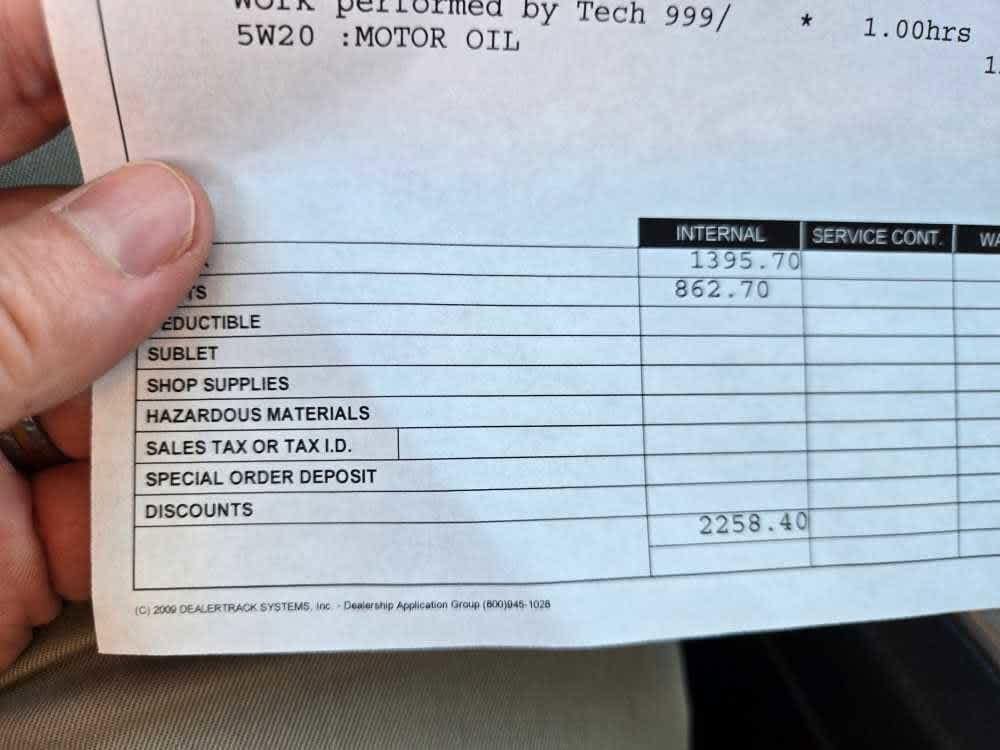 Work performed by Tech 999/ * 1.00hrs
5W20 :MOTOR OIL
INTERNAL SERVICE CONT.
1395.70
862.70
SUBLET
SHOP SUPPLIES
HAZARDOUS MATERIALS
SALES TAX OR TAX I.D.
SPECIAL ORDER DEPOSIT
DISCOUNTS
2258.40
(C) 2009 DEALERTRACK SYSTEMS, Inc. - Dealership Application Group (800)945-1028